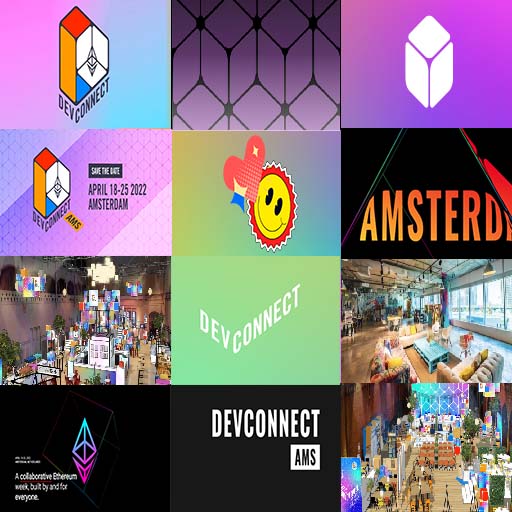 DEVCONNECT
DEVCONNECT
AMS
SAVE THE DATE
APRIL 18-25 2022
AMSTERDAM
AMSTERD
DEVCONNECT
A collaborative Ethereum
week, built by and for
everyone.
DEVCONNECT
AMS